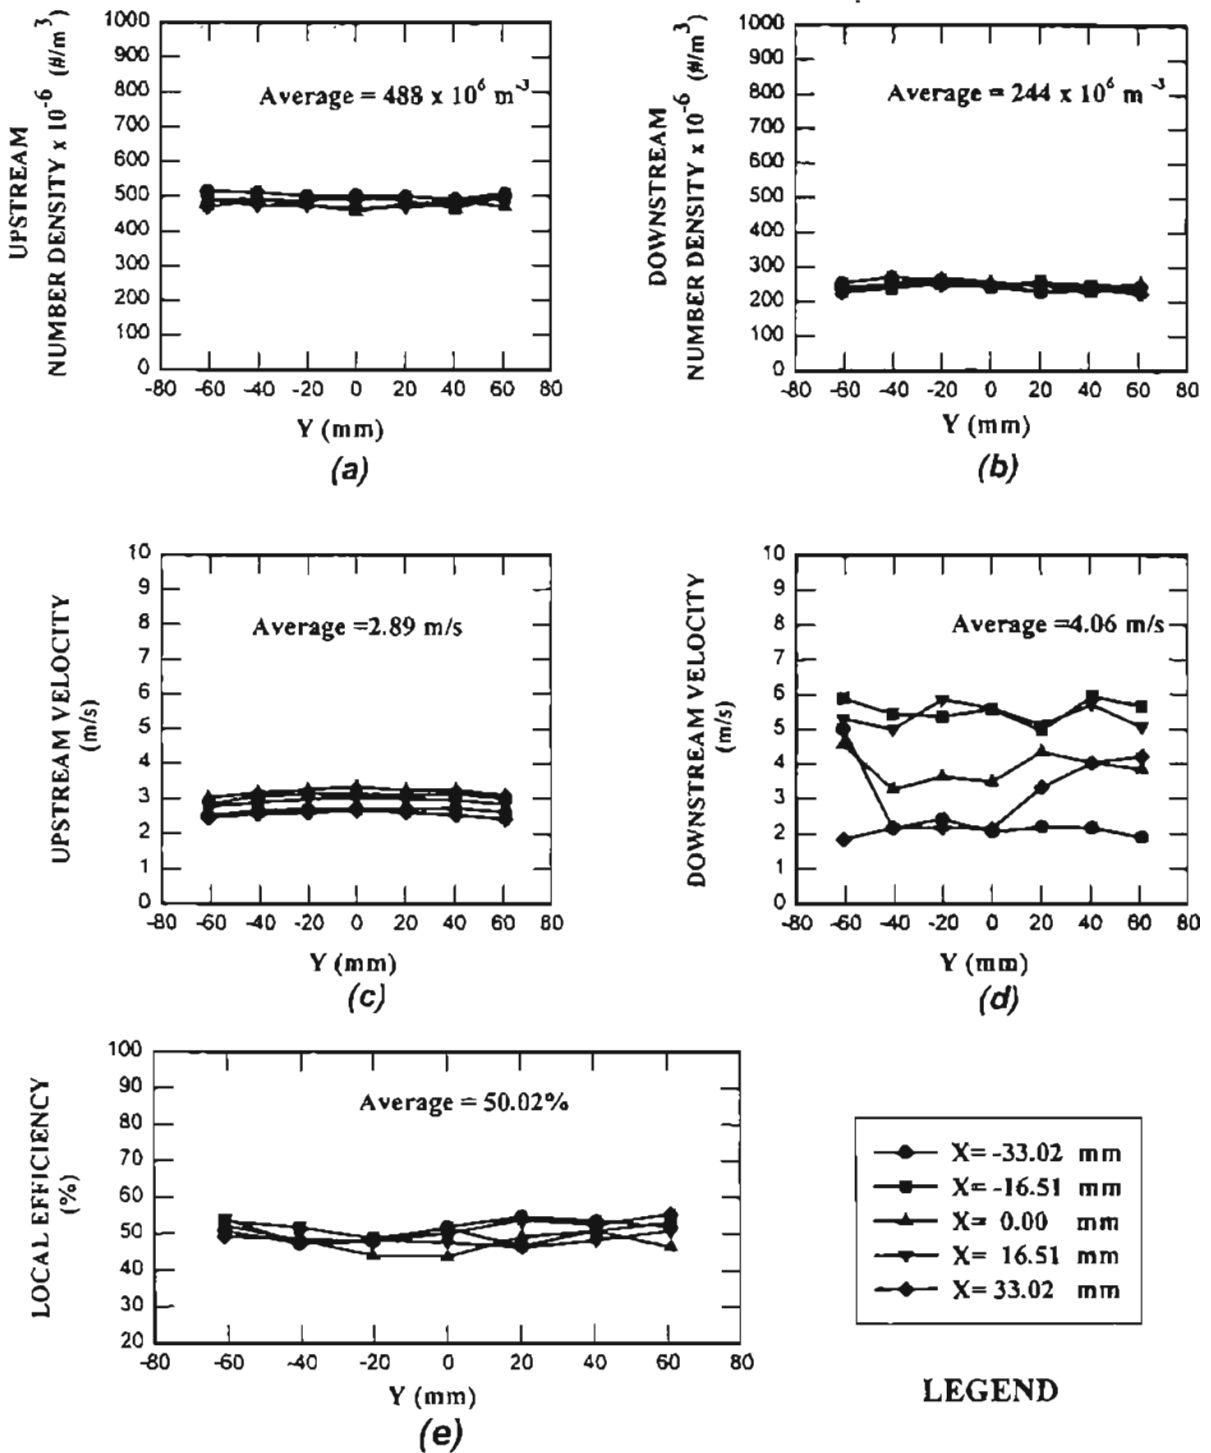 UPSTREAM
NUMBER DENSITY x 10^-6 (#/m^3)
1000
900
800
700
600
500
400
300
200
100
0
Average = 488 x 10^6 m^-3
-80 -60 -40 -20 0 20 40 60 80
Y (mm)
(a)
DOWNSTREAM
NUMBER DENSITY x 10^-6 (#/m^3)
1000
900
800
700
600
500
400
300
200
100
0
Average = 244 x 10^6 m^-3
-80 -60 -40 -20 0 20 40 60 80
Y (mm)
(b)
UPSTREAM VELOCITY
(m/s)
10
9
8
7
6
5
4
3
2
1
0
Average =2.89 m/s
-80 -60 -40 -20 0 20 40 60 80
Y (mm)
(c)
DOWNSTREAM VELOCITY
(m/s)
10
9
8
7
6
5
4
3
2
1
0
Average =4.06 m/s
-80 -60 -40 -20 0 20 40 60 80
Y (mm)
(d)
LOCAL EFFICIENCY
(%)
100
90
80
70
60
50
40
30
20
Average = 50.02%
-80 -60 -40 -20 0 20 40 60 80
Y (mm)
(e)
X= -33.02 mm
X= -16.51 mm
X= 0.00 mm
X= 16.51 mm
X= 33.02 mm
LEGEND